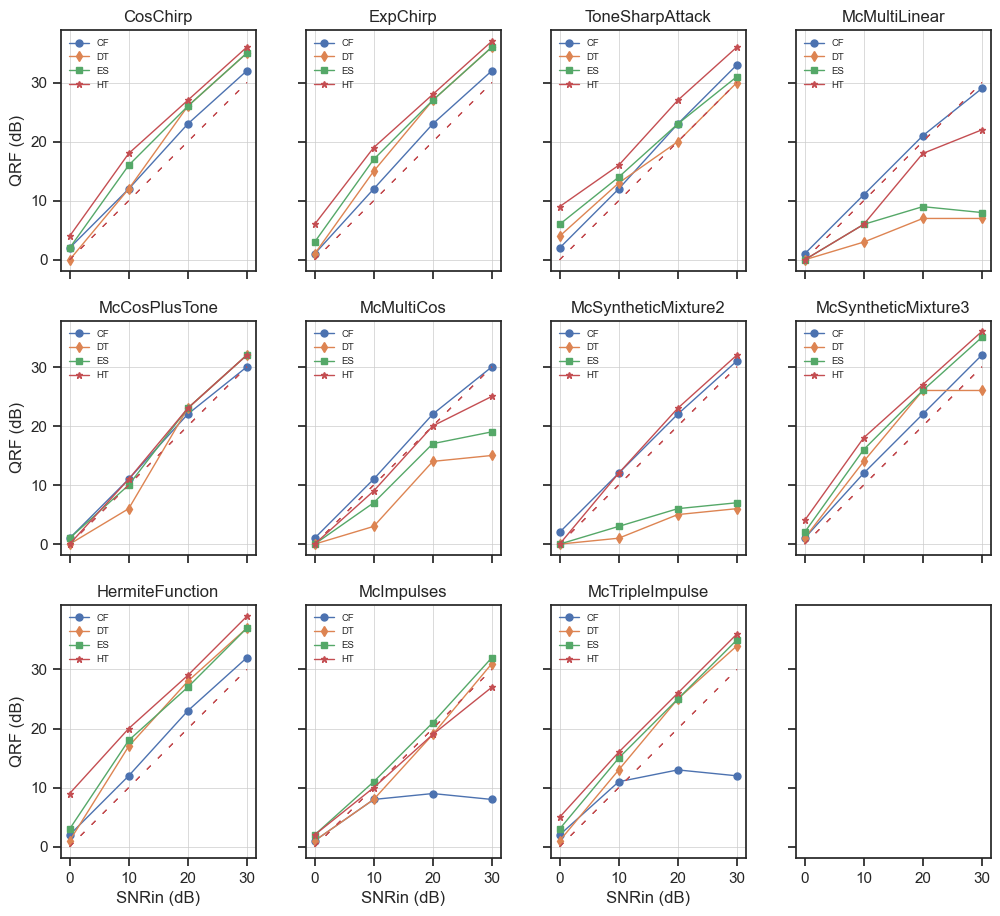 CosChirp
ExpChirp
ToneSharpAttack
McMultiLinear
CF
DT
ES
HT
CF
DT
ES
HT
CF
DT
ES
HT
CF
DT
ES
HT
30
20
10
0
QRF (dB)
McCosPlusTone
McMultiCos
McSyntheticMixture2
McSyntheticMixture3
CF
DT
ES
HT
CF
DT
ES
HT
CF
DT
ES
HT
CF
DT
ES
HT
30
20
10
0
QRF (dB)
HermiteFunction
McImpulses
McTripleImpulse
CF
DT
ES
HT
CF
DT
ES
HT
CF
DT
ES
HT
30
20
10
0
QRF (dB)
0 10 20 30
0 10 20 30
0 10 20 30
0 10 20 30
SNRin (dB)
SNRin (dB)
SNRin (dB)